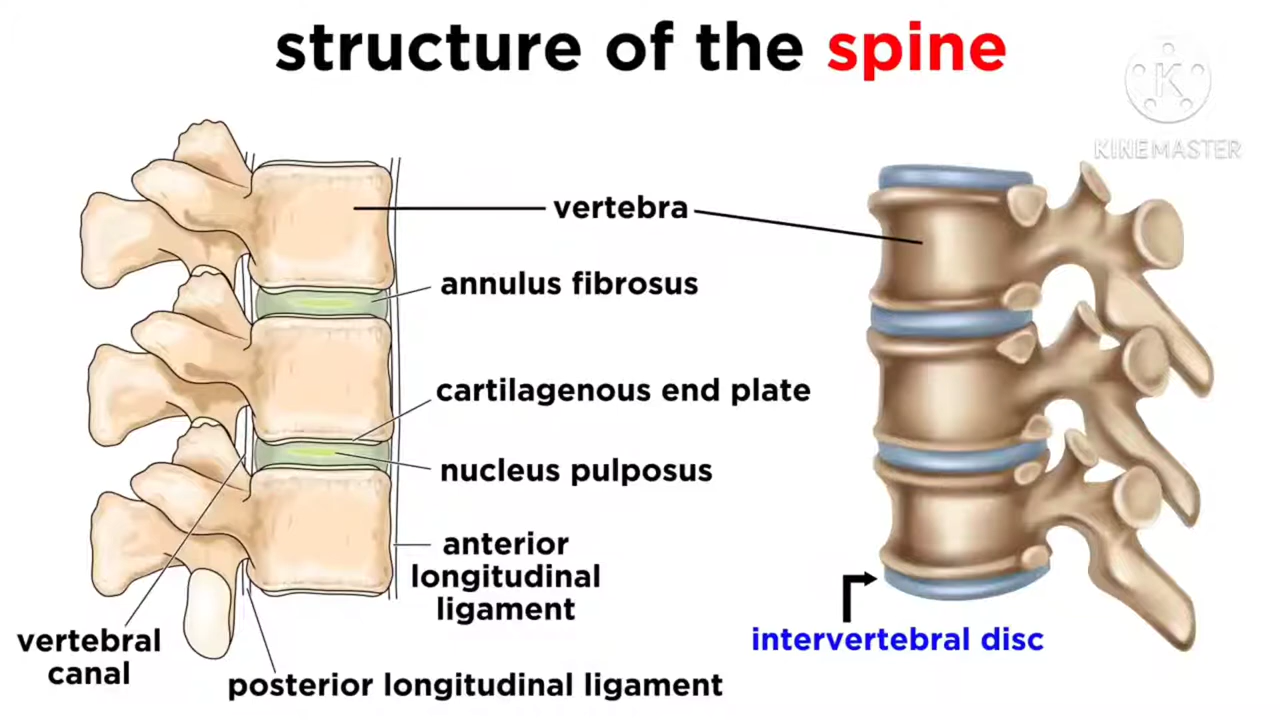 structure of the spine
K
KINEMASTER
vertebra
annulus fibrosus
cartilagenous end plate
nucleus pulposus
anterior
longitudinal
ligament
vertebral
canal
posterior longitudinal ligament
intervertebral disc